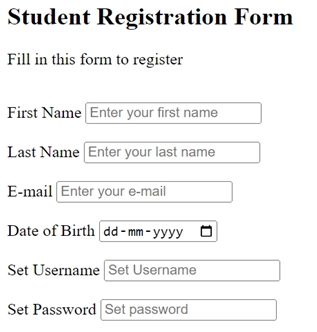 Student Registration Form
Fill in this form to register
First Name Enter your first name
Last Name Enter your last name
E-mail Enter your e-mail
Date of Birth dd-mm-yyyy
Set Username Set Username
Set Password Set password